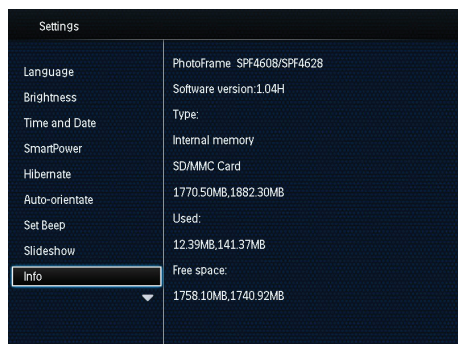 Settings
Language
Brightness
Time and Date
SmartPower
Hibernate
Auto-orientate
Set Beep
Slideshow
Info
PhotoFrame SPF4608/SPF4628
Software version:1.04H
Type:
Internal memory
SD/MMC Card
1770.50MB,1882.30MB
Used:
12.39MB,141.37MB
Free space:
1758.10MB,1740.92MB